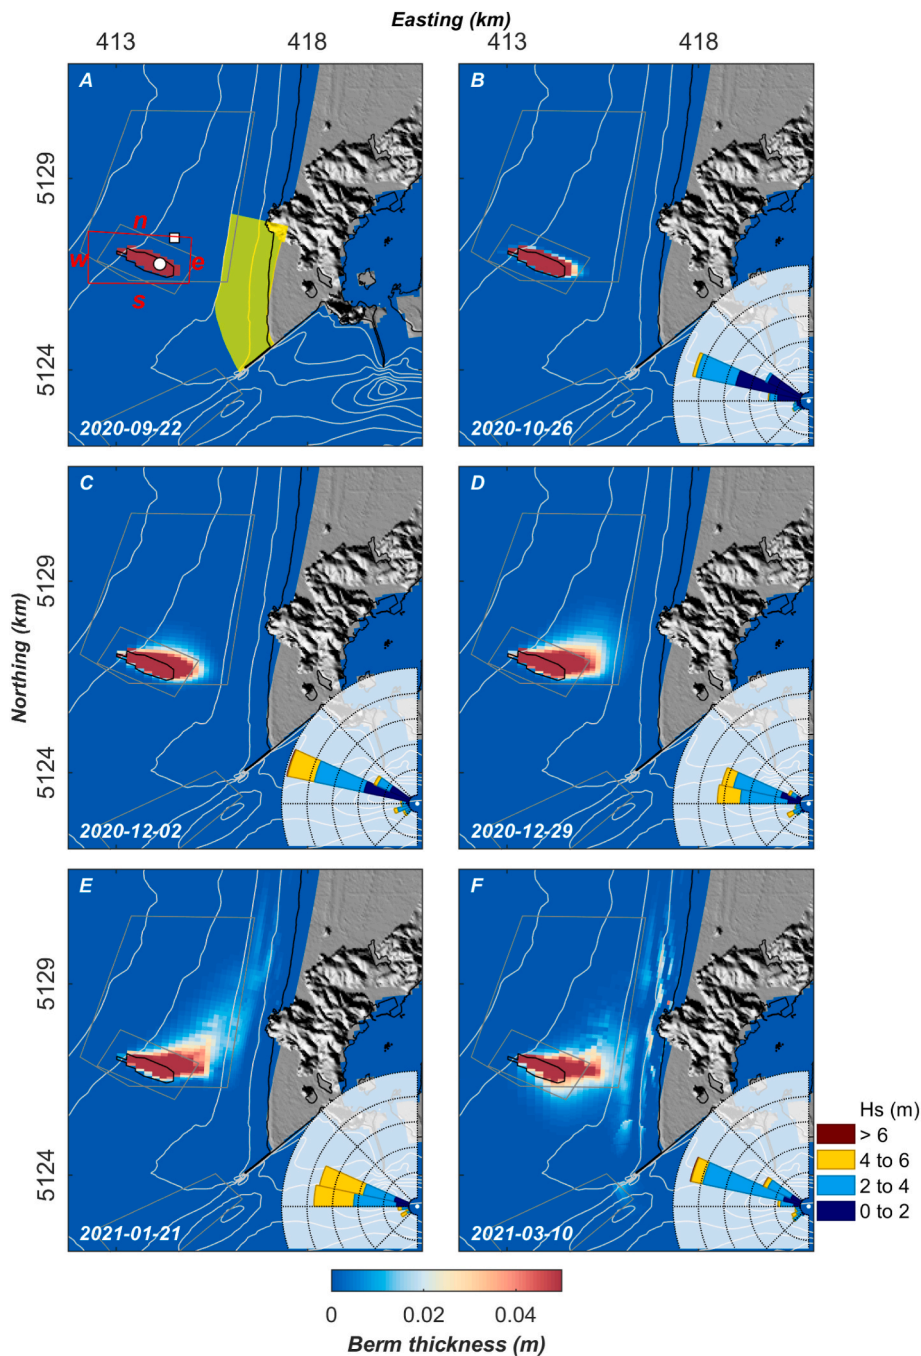 Easting (km)
413 418 413 418
A B
5129
n
w e
s
5124
2020-09-22 2020-10-26
C D
Northing (km)
5129
5124
2020-12-02 2020-12-29
E F
5129
5124
Hs (m)
> 6
4 to 6
2 to 4
0 to 2
2021-01-21 2021-03-10
0 0.02 0.04
Berm thickness (m)